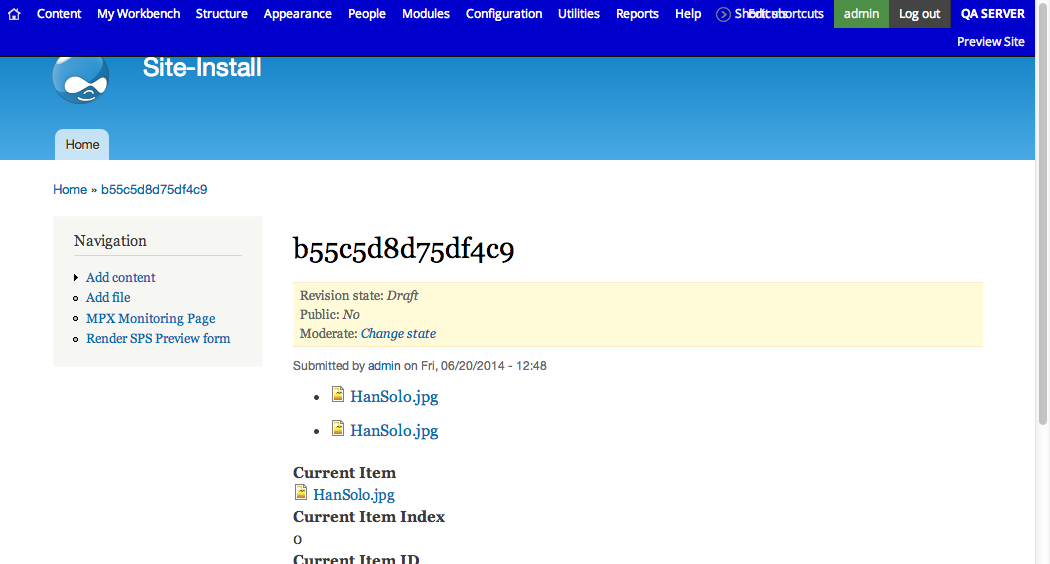 Content My Workbench Structure Appearance People Modules Configuration Utilities Reports Help Edit shortcuts admin Log out QA SERVER
Preview Site
Site-Install
Home
Home » b55c5d8d75df4c9
Navigation
Add content
Add file
MPX Monitoring Page
Render SPS Preview form
b55c5d8d75df4c9
Revision state: Draft
Public: No
Moderate: Change state
Submitted by admin on Fri, 06/20/2014 - 12:48
HanSolo.jpg
HanSolo.jpg
Current Item
HanSolo.jpg
Current Item Index
0
Current Item ID